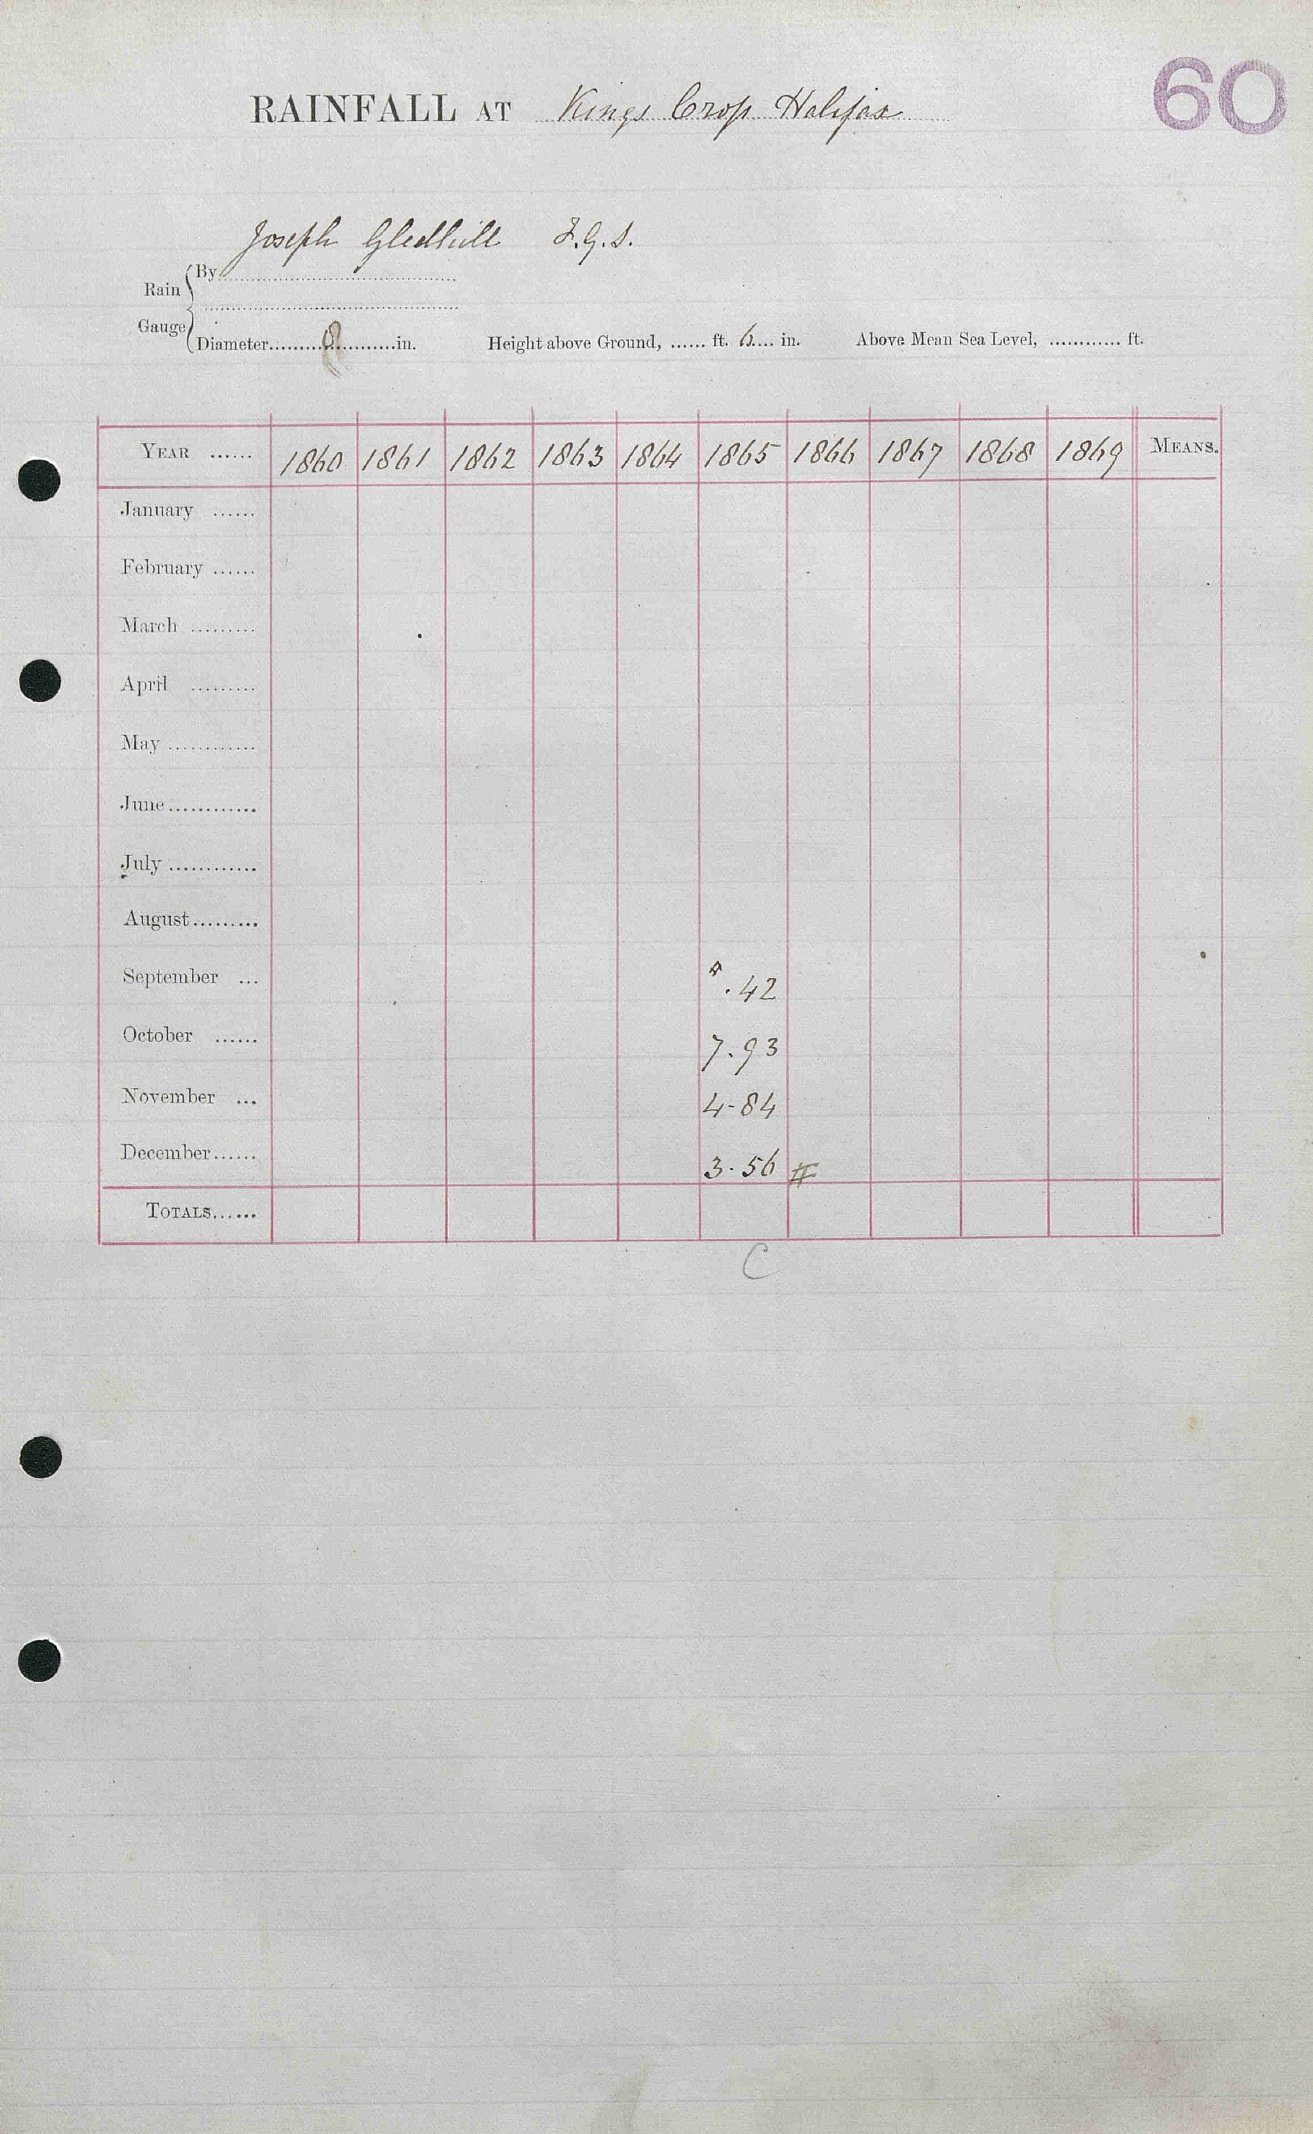 60
RAINFALL AT Kings Crop Halifax
Joseph Gledhill F.G.S.
Rain Gauge By
Diameter 8 in. Height above Ground, ...... ft. 6 in. Above Mean Sea Level, ............ ft.
YEAR ...... 1860 1861 1862 1863 1864 1865 1866 1867 1868 1869 MEANS.
January ......
February ......
March .........
April .........
May ............
June ............
July ............
August .........
September ... .42
October ...... 7.93
November ... 4.84
December ...... 3.56 #
TOTALS ......
C